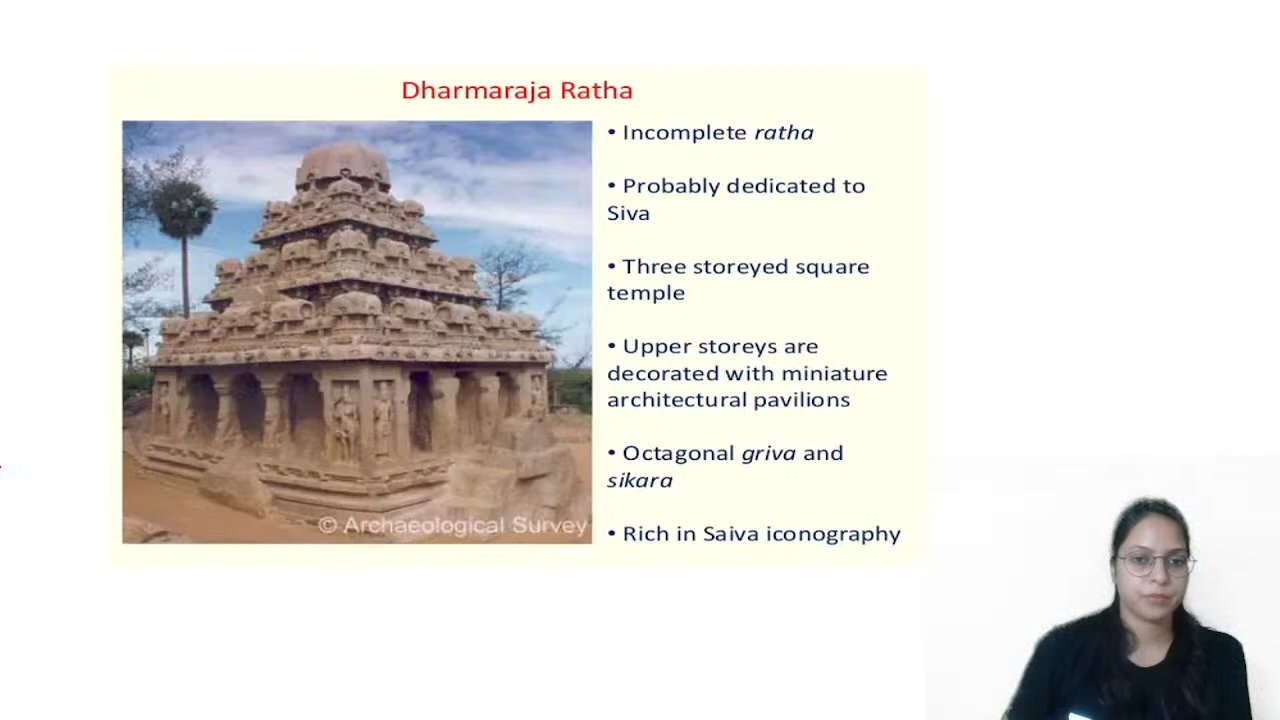 Dharmaraja Ratha
• Incomplete ratha
• Probably dedicated to
Siva
• Three storeyed square
temple
• Upper storeys are
decorated with miniature
architectural pavilions
• Octagonal griva and
sikara
• Rich in Saiva iconography
© Archaeological Survey